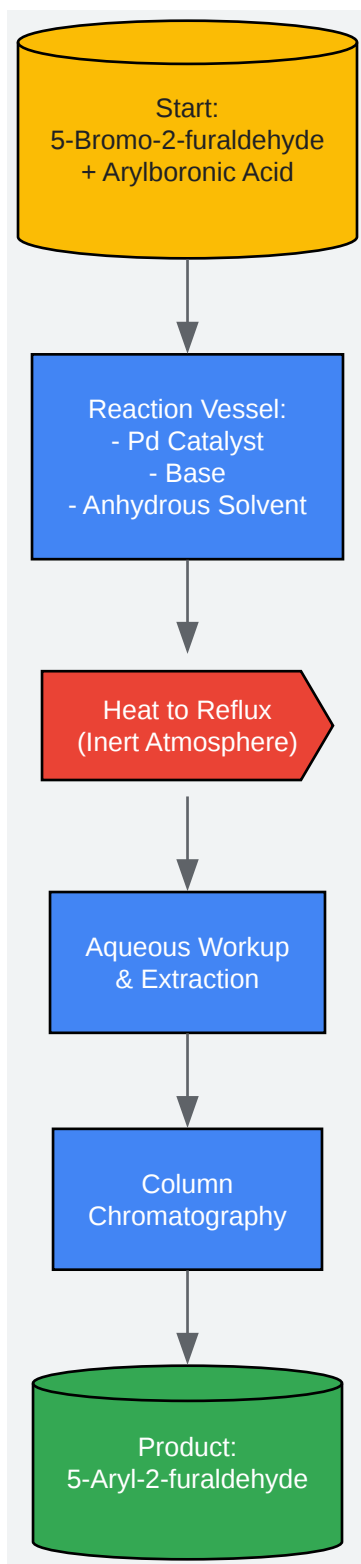 Start:
5-Bromo-2-furaldehyde
+ Arylboronic Acid
Reaction Vessel:
- Pd Catalyst
- Base
- Anhydrous Solvent
Heat to Reflux
(Inert Atmosphere)
Aqueous Workup
& Extraction
Column
Chromatography
Product:
5-Aryl-2-furaldehyde